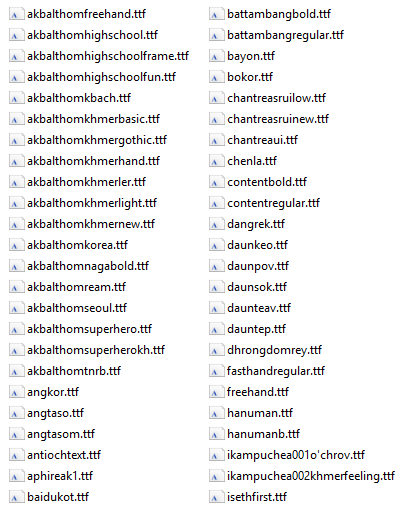 akbalthomfreehand.ttf
akbalthomhighschool.ttf
akbalthomhighschoolframe.ttf
akbalthomhighschoolfun.ttf
akbalthomkbach.ttf
akbalthomkhmerbasic.ttf
akbalthomkhmergothic.ttf
akbalthomkhmerhand.ttf
akbalthomkhmerler.ttf
akbalthomkhmerlight.ttf
akbalthomkhmernew.ttf
akbalthomkorea.ttf
akbalthomnagabold.ttf
akbalthomream.ttf
akbalthomseoul.ttf
akbalthomsuperhero.ttf
akbalthomsuperherokh.ttf
akbalthomtnrb.ttf
angkor.ttf
angtaso.ttf
angtasom.ttf
antiochtext.ttf
aphireak1.ttf
baidukot.ttf
battambangbold.ttf
battambangregular.ttf
bayon.ttf
bokor.ttf
chantreasruilow.ttf
chantreasruinew.ttf
chantreaui.ttf
chenla.ttf
contentbold.ttf
contentregular.ttf
dangrek.ttf
daunkeo.ttf
daunpov.ttf
daunsok.ttf
daunteav.ttf
dauntep.ttf
dhrongdomrey.ttf
fasthandregular.ttf
freehand.ttf
hanuman.ttf
hanumanb.ttf
ikampuchea001o'chrov.ttf
ikampuchea002khmerfeeling.ttf
isethfirst.ttf